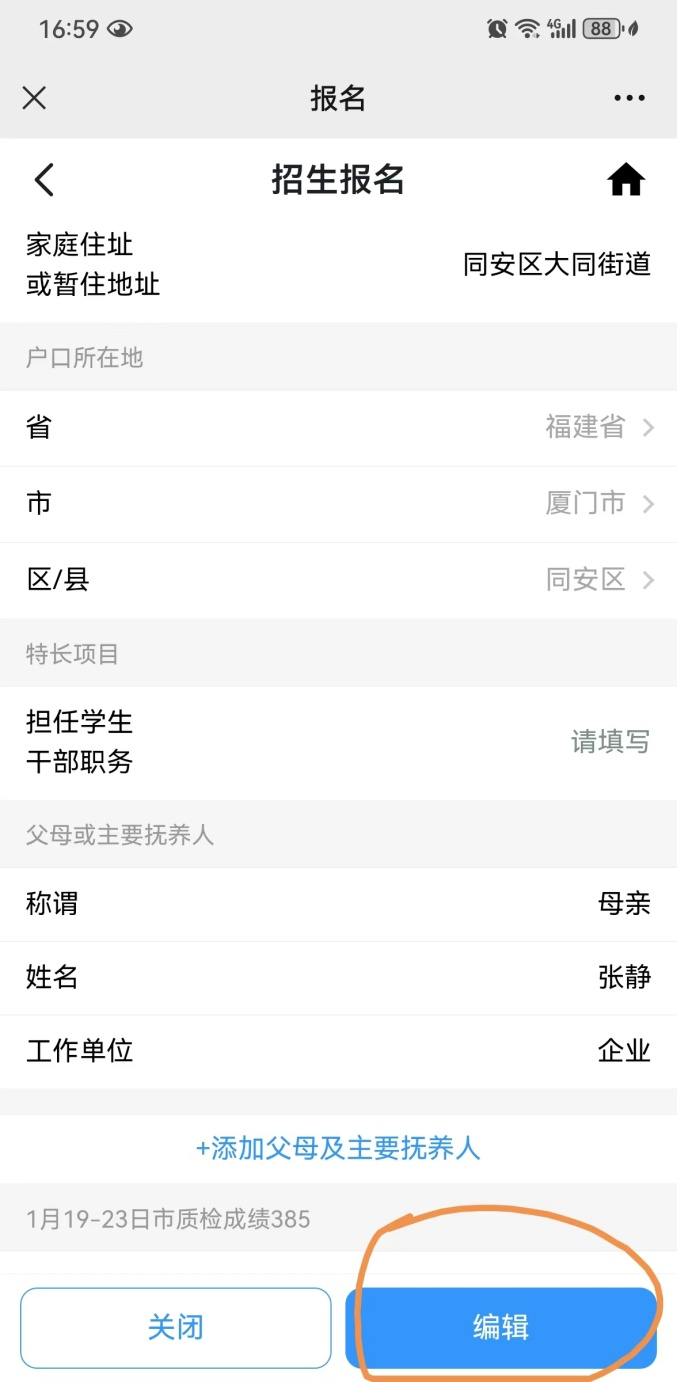 16:59
4G
88
报名
招生报名
家庭住址
或暂住地址
同安区大同街道
户口所在地
省
福建省
市
厦门市
区/县
同安区
特长项目
担任学生
干部职务
请填写
父母或主要抚养人
称谓
母亲
姓名
张静
工作单位
企业
+添加父母及主要抚养人
1月19-23日市质检成绩385
关闭
编辑